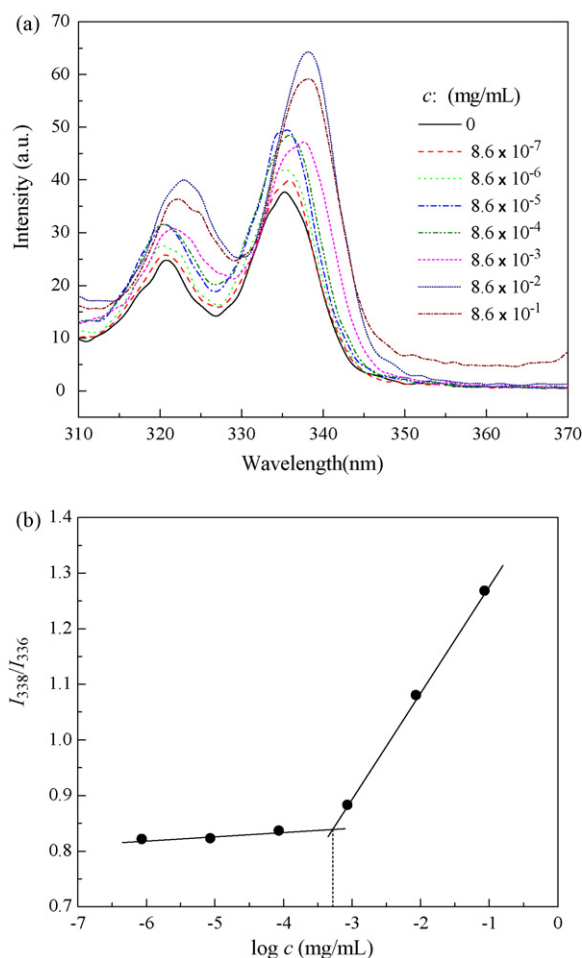 (a)
70
60
50
40
30
20
10
0
Intensity (a.u.)
c: (mg/mL)
0
8.6 x 10⁻⁷
8.6 x 10⁻⁶
8.6 x 10⁻⁵
8.6 x 10⁻⁴
8.6 x 10⁻³
8.6 x 10⁻²
8.6 x 10⁻¹
310 320 330 340 350 360 370
Wavelength(nm)
(b)
1.4
1.3
1.2
1.1
1.0
0.9
0.8
0.7
I₃₃₈/I₃₃₆
-7 -6 -5 -4 -3 -2 -1 0
log c (mg/mL)